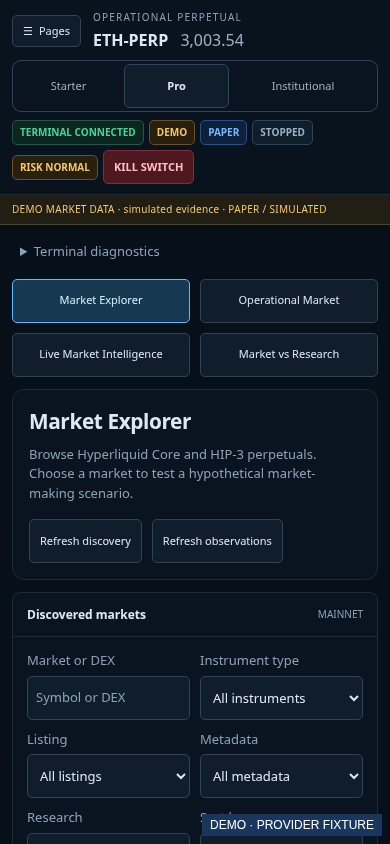 ☰ Pages
OPERATIONAL PERPETUAL
ETH-PERP 3,003.54
Starter
Pro
Institutional
TERMINAL CONNECTED
DEMO
PAPER
STOPPED
RISK NORMAL
KILL SWITCH
DEMO MARKET DATA · simulated evidence · PAPER / SIMULATED
▶ Terminal diagnostics
Market Explorer
Operational Market
Live Market Intelligence
Market vs Research
Market Explorer
Browse Hyperliquid Core and HIP-3 perpetuals.
Choose a market to test a hypothetical market-
making scenario.
Refresh discovery
Refresh observations
Discovered markets
MAINNET
Market or DEX
Instrument type
Symbol or DEX
All instruments
Listing
Metadata
All listings
All metadata
Research
DEMO · PROVIDER FIXTURE